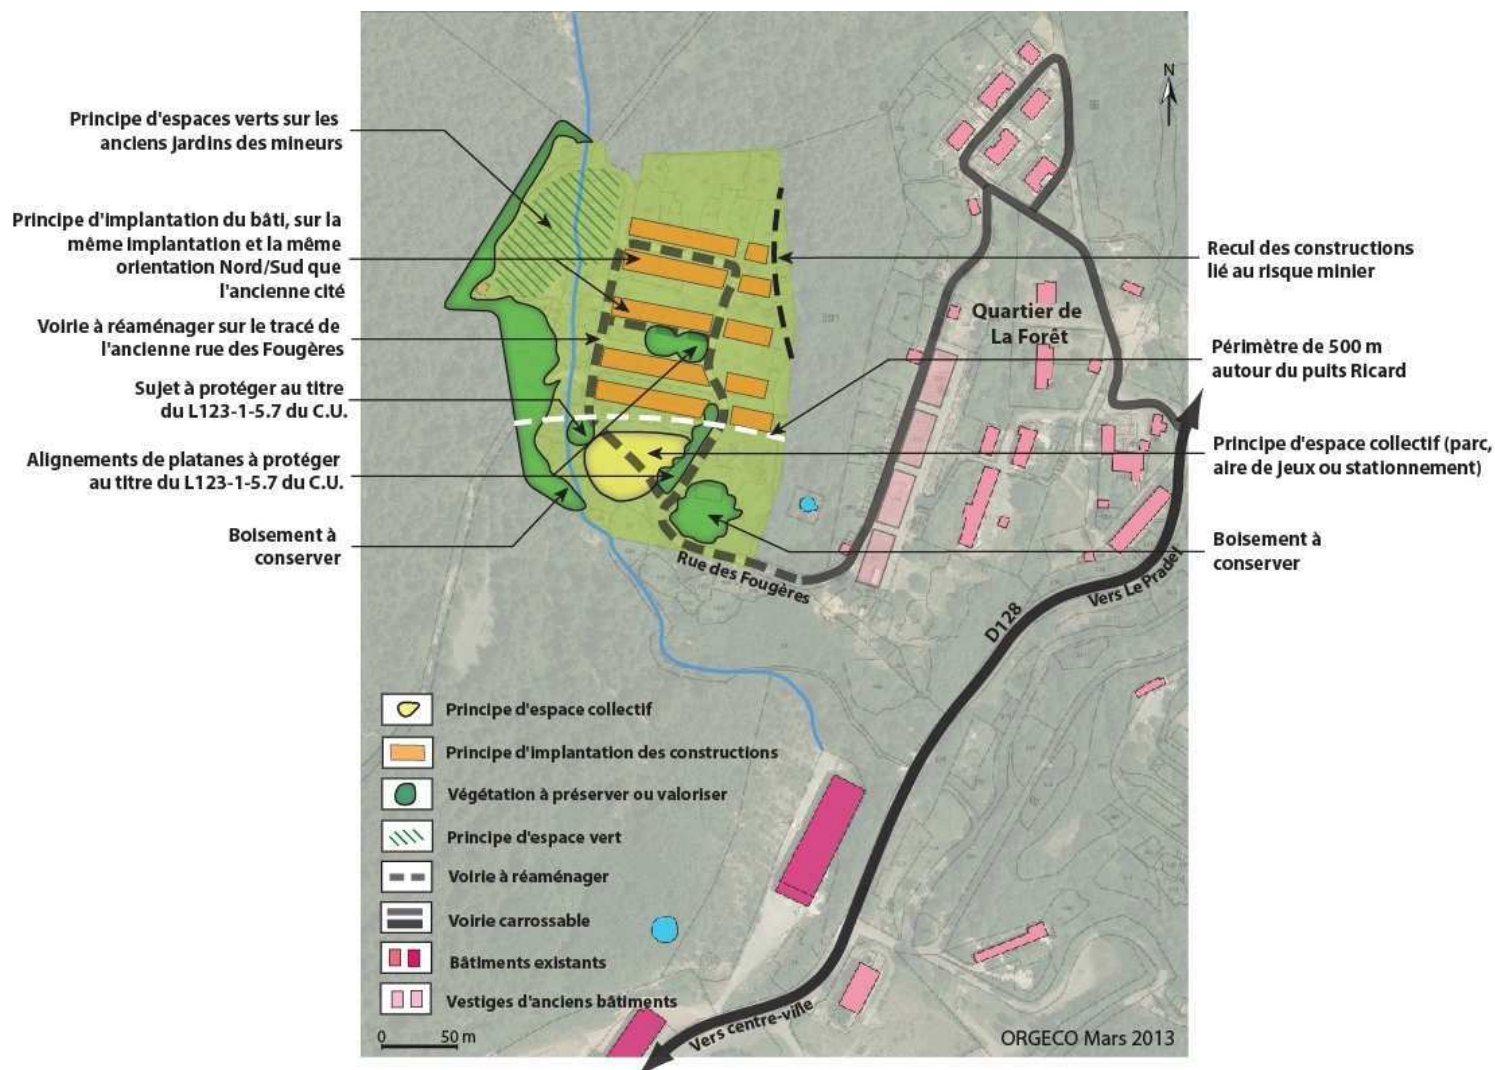 Principe d'espaces verts sur les
anciens jardins des mineurs
Principe d'implantation du bâti, sur la
même implantation et la même
orientation Nord/Sud que
l'ancienne cité
Voirie à réaménager sur le tracé de
l'ancienne rue des Fougères
Sujet à protéger au titre
du L123-1-5.7 du C.U.
Alignements de platanes à protéger
au titre du L123-1-5.7 du C.U.
Boisement à
conserver
N
Quartier de
La Forêt
Rue des Fougères
D128
Vers Le Pradel
Vers centre-ville
Recul des constructions
lié au risque minier
Périmètre de 500 m
autour du puits Ricard
Principe d'espace collectif (parc,
aire de jeux ou stationnement)
Boisement à
conserver
Principe d'espace collectif
Principe d'implantation des constructions
Végétation à préserver ou valoriser
Principe d'espace vert
Voirie à réaménager
Voirie carrossable
Bâtiments existants
Vestiges d'anciens bâtiments
0 50 m
ORGECO Mars 2013